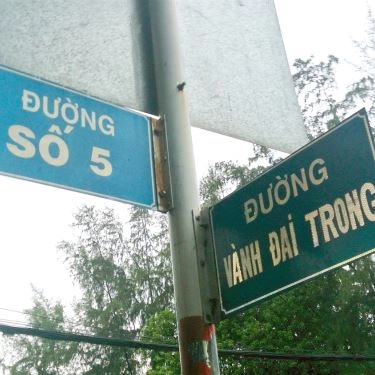 ĐƯỜNG
SỐ 5
ĐƯỜNG
VÀNH ĐAI TRONG